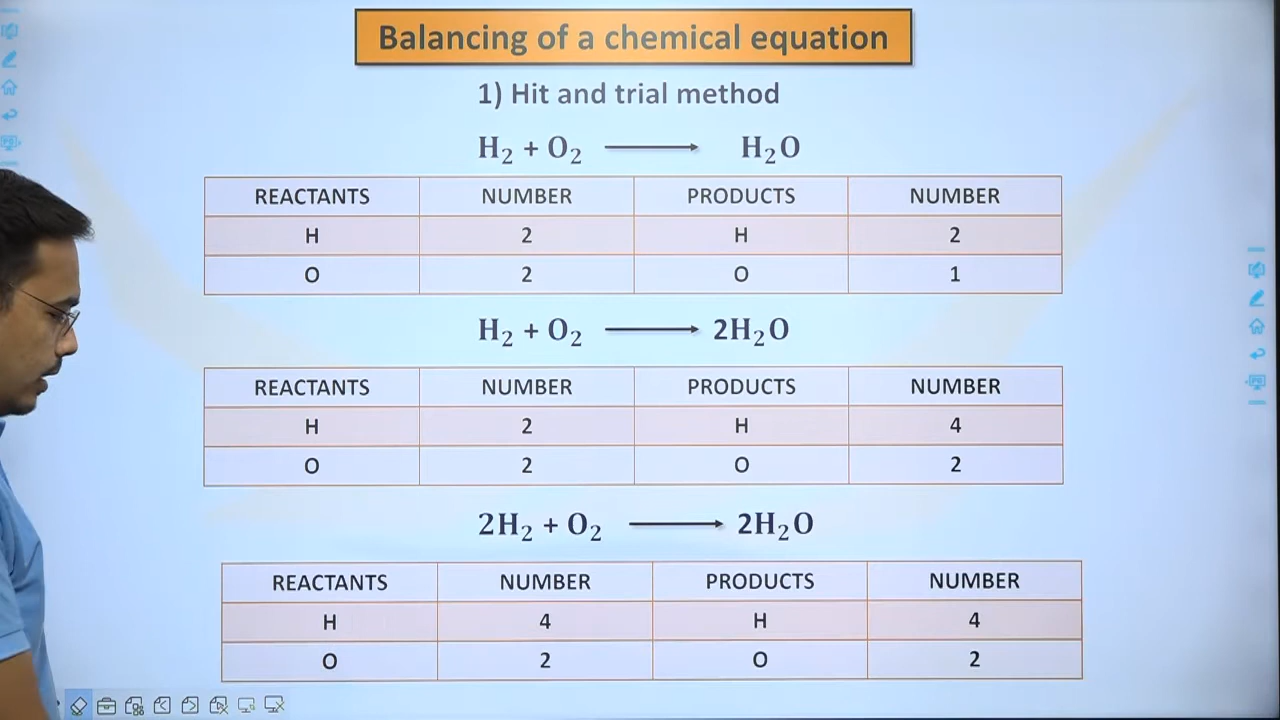 Balancing of a chemical equation
1) Hit and trial method
H₂ + O₂ ⟶ H₂O
REACTANTS NUMBER PRODUCTS NUMBER
H 2 H 2
O 2 O 1
H₂ + O₂ ⟶ 2H₂O
REACTANTS NUMBER PRODUCTS NUMBER
H 2 H 4
O 2 O 2
2H₂ + O₂ ⟶ 2H₂O
REACTANTS NUMBER PRODUCTS NUMBER
H 4 H 4
O 2 O 2